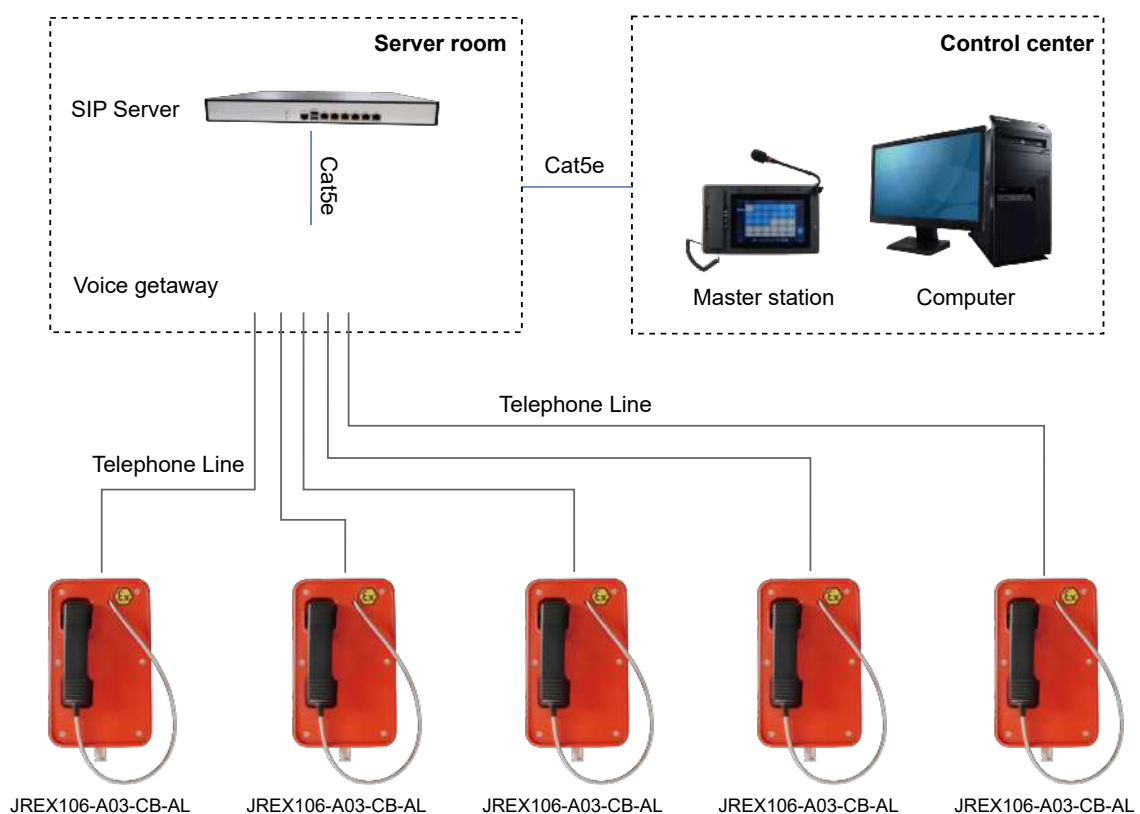 Server room
Control center
SIP Server
Cat5e
Cat5e
Voice getaway
Master station
Computer
Telephone Line
Telephone Line
JREX106-A03-CB-AL
JREX106-A03-CB-AL
JREX106-A03-CB-AL
JREX106-A03-CB-AL
JREX106-A03-CB-AL